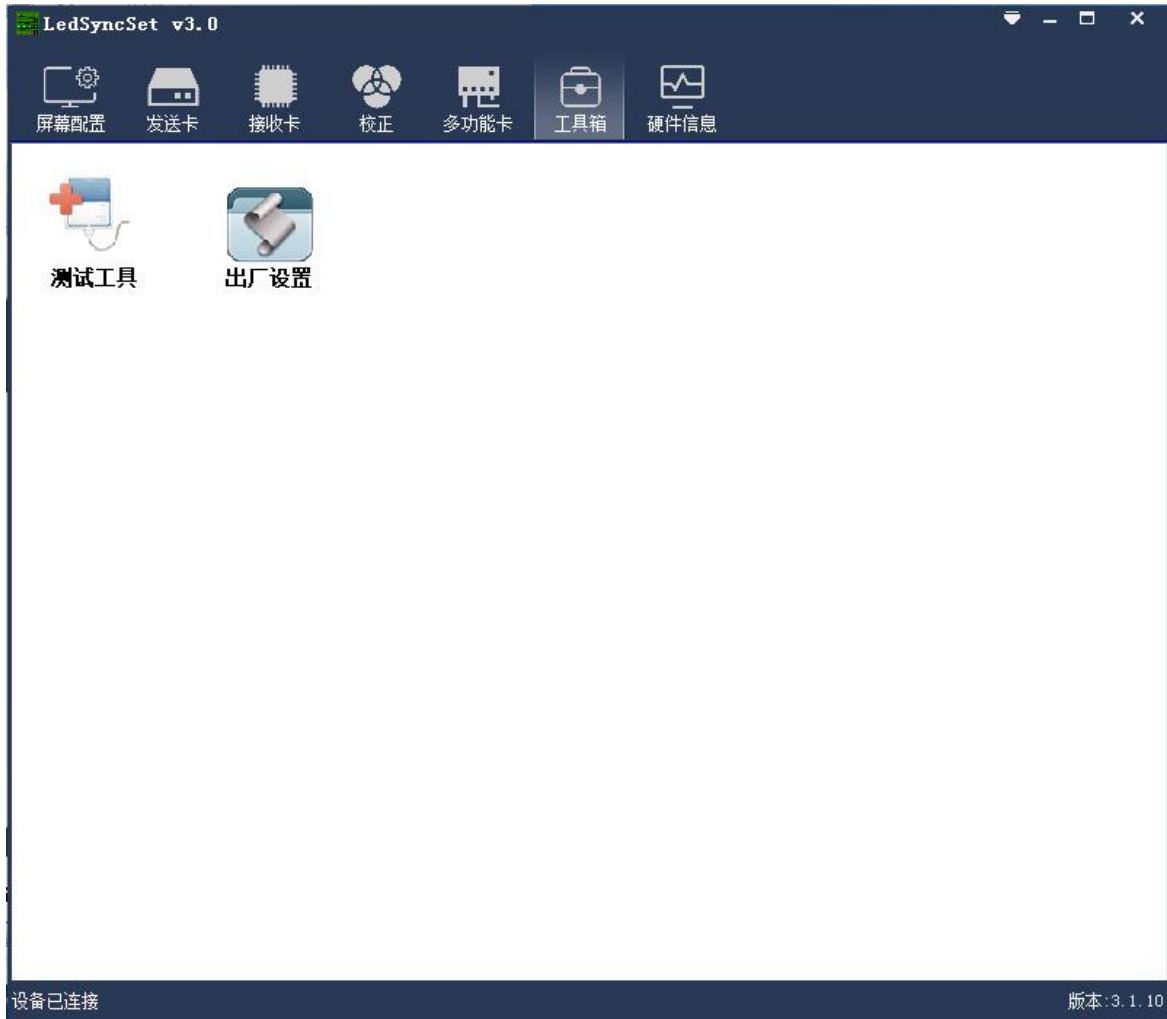 LedSyncSet v3.0
屏幕配置 发送卡 接收卡 校正 多功能卡 工具箱 硬件信息
测试工具 出厂设置
设备已连接 版本:3.1.10